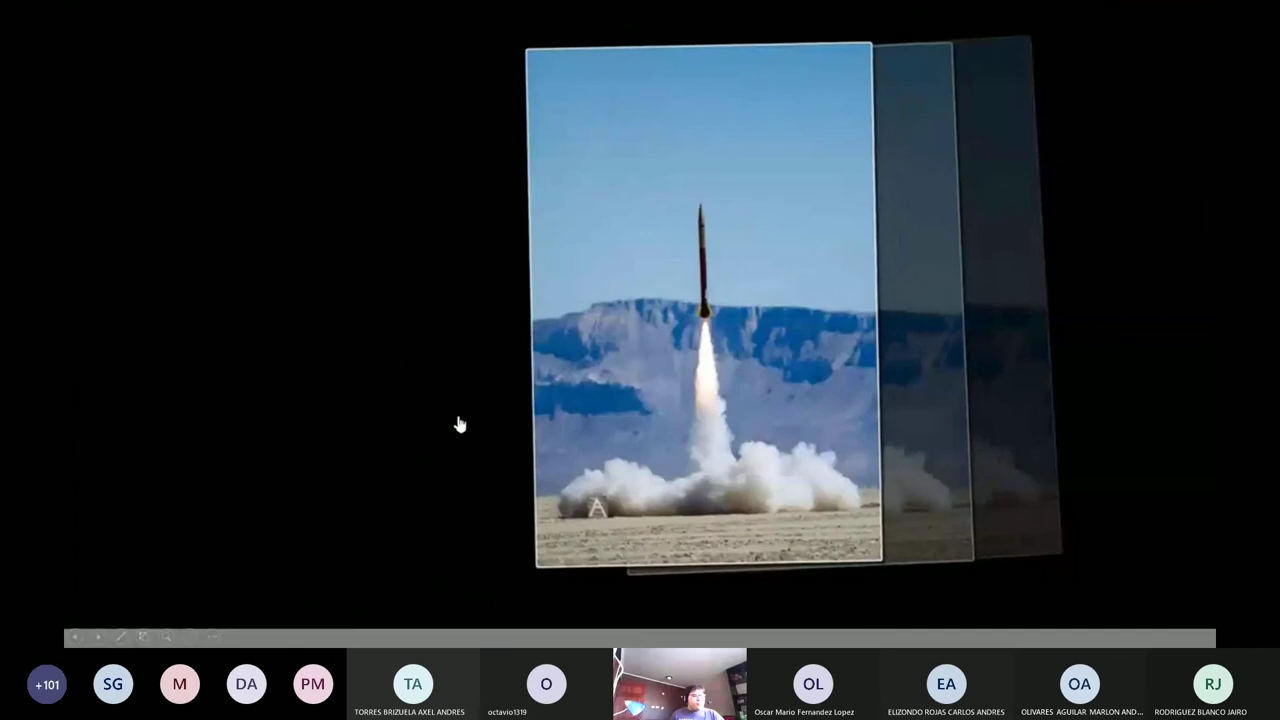 A
+101
SG
M
DA
PM
TA
O
OL
EA
OA
RJ
TORRES BRIZUELA AXEL ANDRES
octavio1319
Oscar Mario Fernandez Lopez
ELIZONDO ROJAS CARLOS ANDRES
OLIVARES AGUILAR MARLON AND...
RODRIGUEZ BLANCO JAIRO